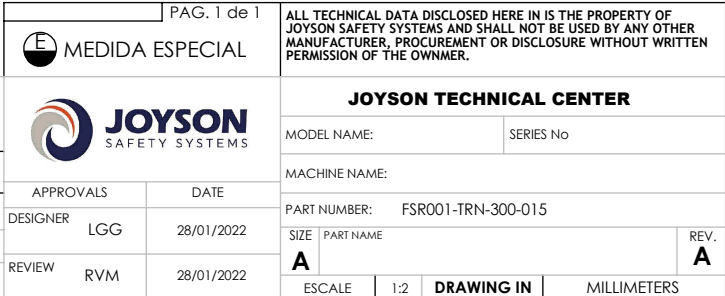 PAG. 1 de 1
E
MEDIDA ESPECIAL
ALL TECHNICAL DATA DISCLOSED HERE IN IS THE PROPERTY OF
JOYSON SAFETY SYSTEMS AND SHALL NOT BE USED BY ANY OTHER
MANUFACTURER, PROCUREMENT OR DISCLOSURE WITHOUT WRITTEN
PERMISSION OF THE OWNMER.
JOYSON
SAFETY SYSTEMS
JOYSON TECHNICAL CENTER
MODEL NAME:
SERIES No
MACHINE NAME:
APPROVALS
DATE
PART NUMBER: FSR001-TRN-300-015
DESIGNER
LGG
28/01/2022
SIZE
A
PART NAME
REV.
A
REVIEW
RVM
28/01/2022
ESCALE
1:2
DRAWING IN
MILLIMETERS